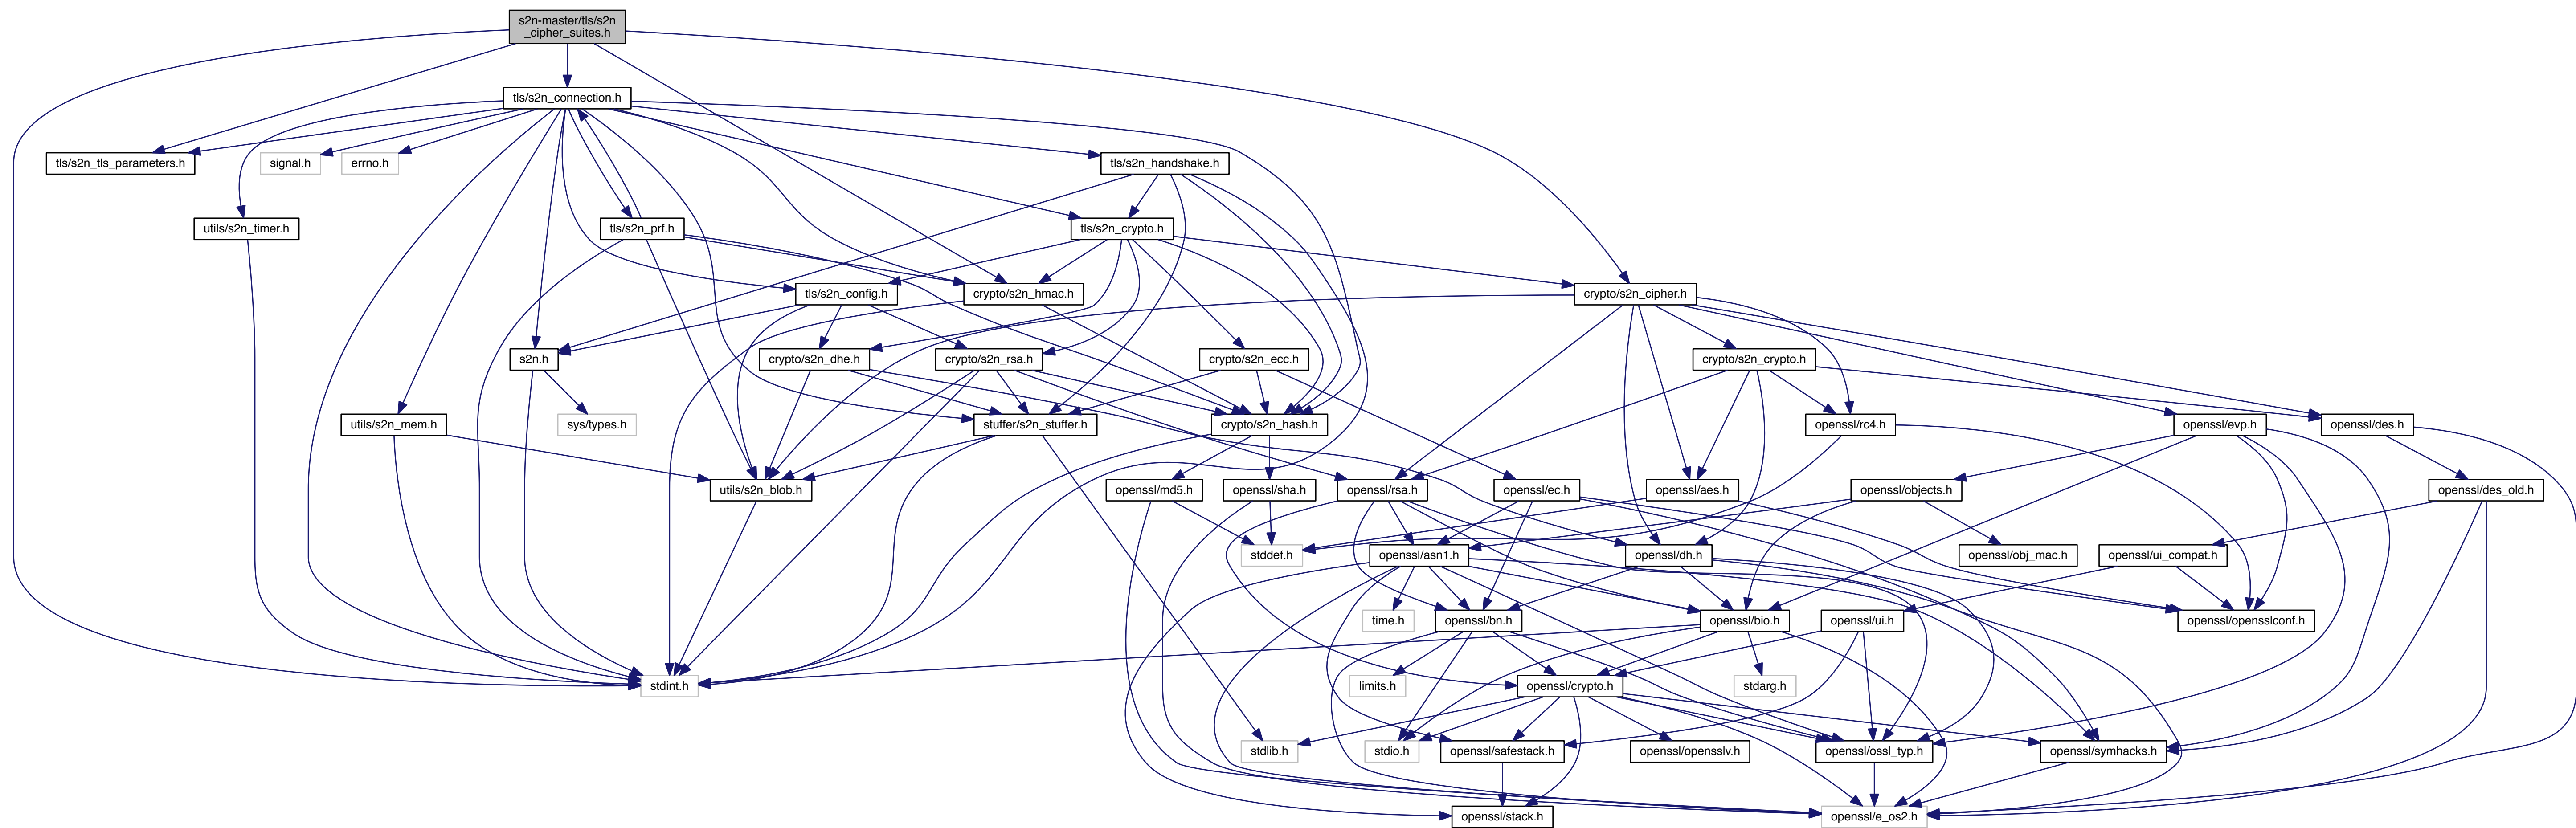 s2n-master/tls/s2n
_cipher_suites.h
tls/s2n_connection.h
tls/s2n_tls_parameters.h
signal.h
errno.h
tls/s2n_handshake.h
utils/s2n_timer.h
tls/s2n_prf.h
tls/s2n_crypto.h
tls/s2n_config.h
crypto/s2n_hmac.h
crypto/s2n_cipher.h
s2n.h
crypto/s2n_dhe.h
crypto/s2n_rsa.h
crypto/s2n_ecc.h
crypto/s2n_crypto.h
utils/s2n_mem.h
sys/types.h
stuffer/s2n_stuffer.h
crypto/s2n_hash.h
openssl/rc4.h
openssl/evp.h
openssl/des.h
utils/s2n_blob.h
openssl/md5.h
openssl/sha.h
openssl/rsa.h
openssl/ec.h
openssl/aes.h
openssl/objects.h
openssl/des_old.h
stddef.h
openssl/asn1.h
openssl/dh.h
openssl/obj_mac.h
openssl/ui_compat.h
time.h
openssl/bn.h
openssl/bio.h
openssl/ui.h
openssl/opensslconf.h
stdint.h
limits.h
openssl/crypto.h
stdarg.h
stdlib.h
stdio.h
openssl/safestack.h
openssl/opensslv.h
openssl/ossl_typ.h
openssl/symhacks.h
openssl/stack.h
openssl/e_os2.h